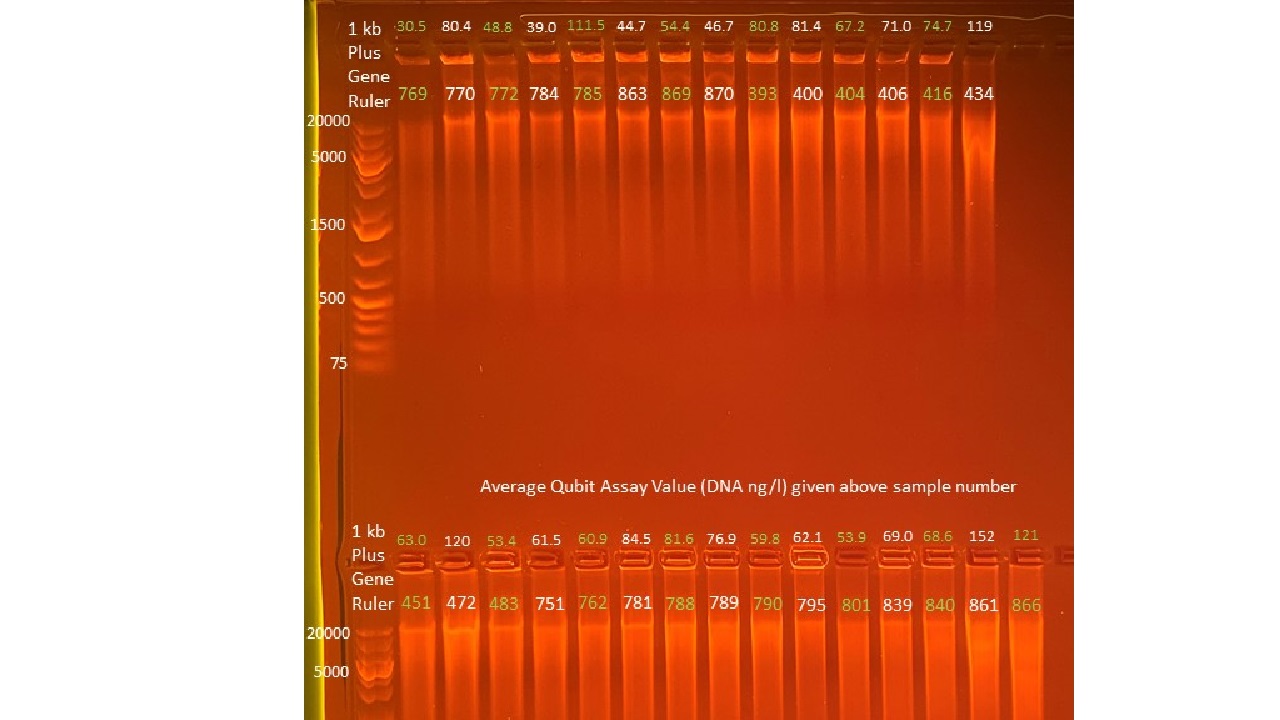 1 kb 30.5 80.4 48.8 39.0 111.5 44.7 54.4 46.7 80.8 81.4 67.2 71.0 74.7 119
Plus
Gene
Ruler 769 770 772 784 785 863 869 870 393 400 404 406 416 434
20000
5000
1500
500
75
Average Qubit Assay Value (DNA ng/l) given above sample number
1 kb 63.0 120 53.4 61.5 60.9 84.5 81.6 76.9 59.8 62.1 53.9 69.0 68.6 152 121
Plus
Gene
Ruler 451 472 483 751 762 781 788 789 790 795 801 839 840 861 866
20000
5000